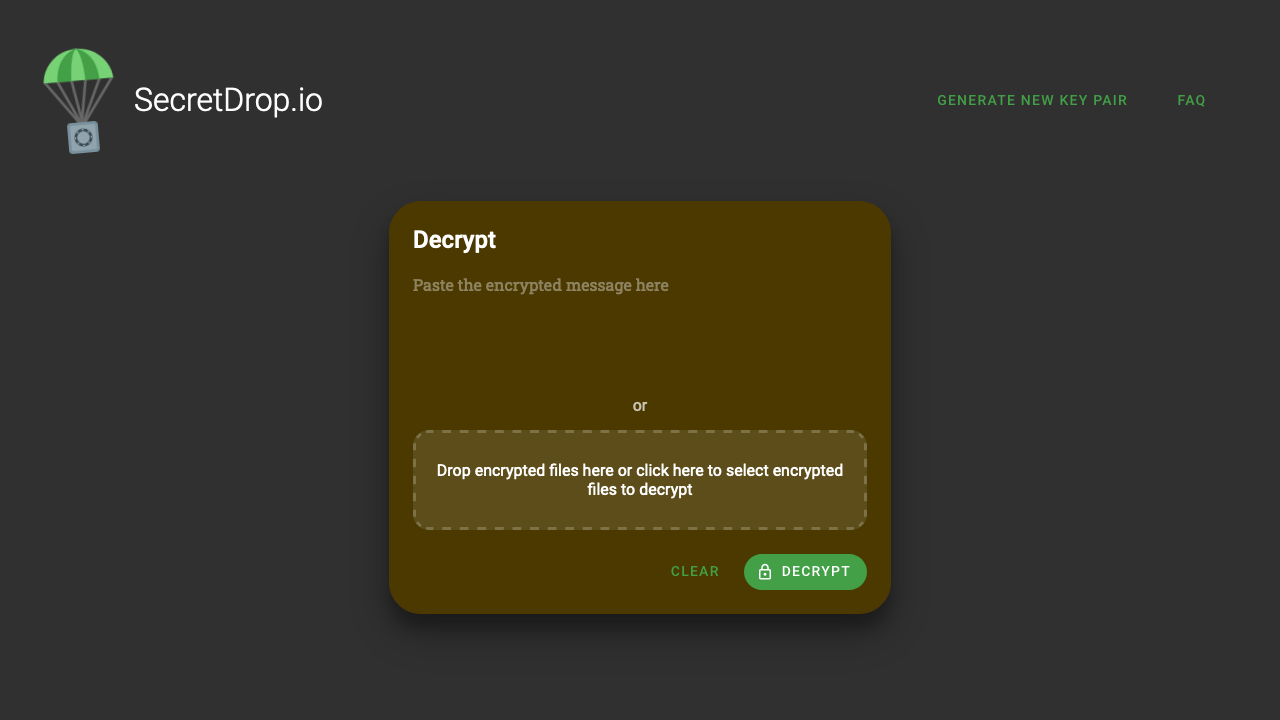 SecretDrop.io
GENERATE NEW KEY PAIR
FAQ
Decrypt
Paste the encrypted message here
or
Drop encrypted files here or click here to select encrypted
files to decrypt
CLEAR
DECRYPT